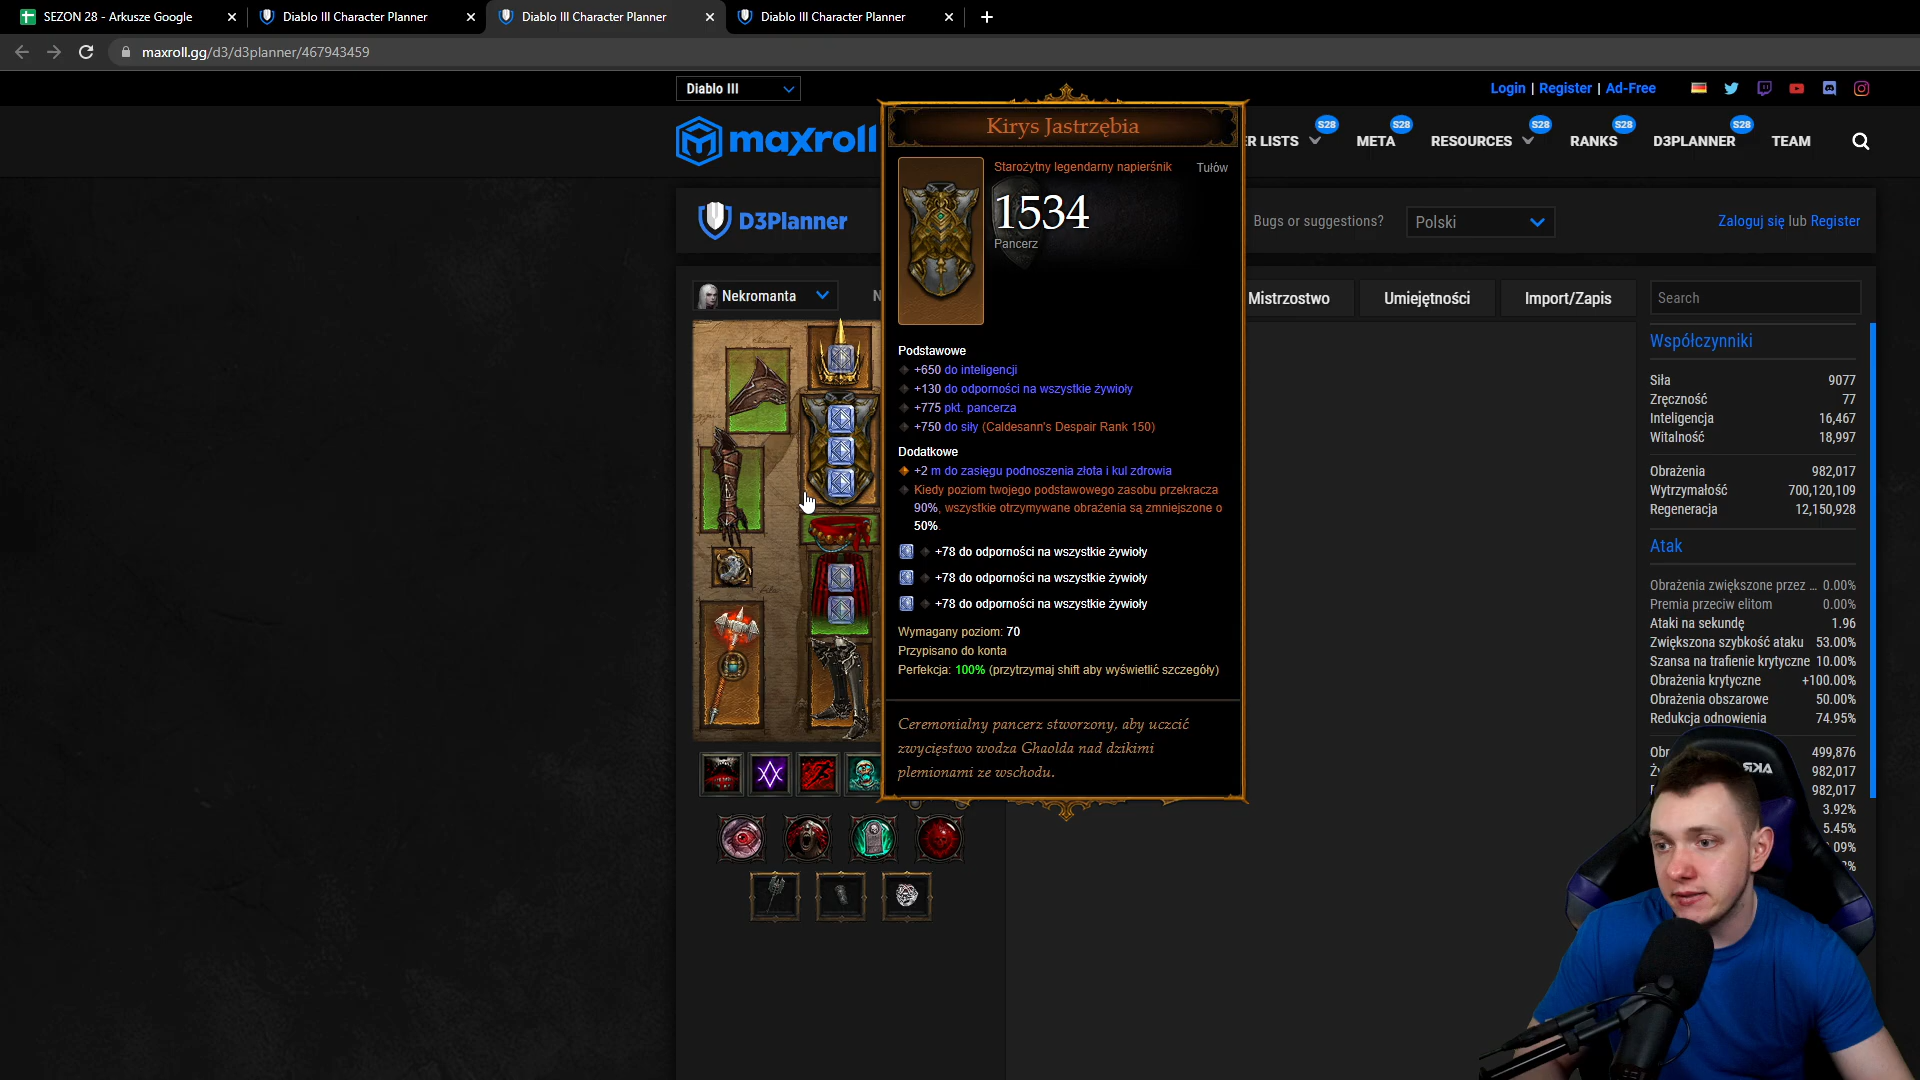 SEZON 28 - Arkusze Google
Diablo III Character Planner
Diablo III Character Planner
Diablo III Character Planner
maxroll.gg/d3/d3planner/467943459
Diablo III
Login | Register | Ad-Free
maxroll
ER LISTS
S28
META
S28
RESOURCES
S28
RANKS
S28
D3PLANNER
S28
TEAM
D3Planner
Bugs or suggestions?
Polski
Zaloguj się lub Register
Nekromanta
N
Mistrzostwo
Umiejętności
Import/Zapis
Search
Kirys Jastrzębia
Starożytny legendarny napierśnik
Tułów
1534
Pancerz
Podstawowe
+650 do inteligencji
+130 do odporności na wszystkie żywioły
+775 pkt. pancerza
+750 do siły (Caldesann's Despair Rank 150)
Dodatkowe
+2 m do zasięgu podnoszenia złota i kul zdrowia
Kiedy poziom twojego podstawowego zasobu przekracza
90%, wszystkie otrzymywane obrażenia są zmniejszone o
50%.
+78 do odporności na wszystkie żywioły
+78 do odporności na wszystkie żywioły
+78 do odporności na wszystkie żywioły
Wymagany poziom: 70
Przypisano do konta
Perfekcja: 100% (przytrzymaj shift aby wyświetlić szczegóły)
Ceremonialny pancerz stworzony, aby uczcić
zwycięstwo wodza Ghaolda nad dzikimi
plemionami ze wschodu.
Współczynniki
Siła 9077
Zręczność 77
Inteligencja 16,467
Witalność 18,997
Obrażenia 982,017
Wytrzymałość 700,120,109
Regeneracja 12,150,928
Atak
Obrażenia zwiększone przez ... 0.00%
Premia przeciw elitom 0.00%
Ataki na sekundę 1.96
Zwiększona szybkość ataku 53.00%
Szansa na trafienie krytyczne 10.00%
Obrażenia krytyczne +100.00%
Obrażenia obszarowe 50.00%
Redukcja odnowienia 74.95%
Obr 499,876
982,017
982,017
3.92%
5.45%
09%